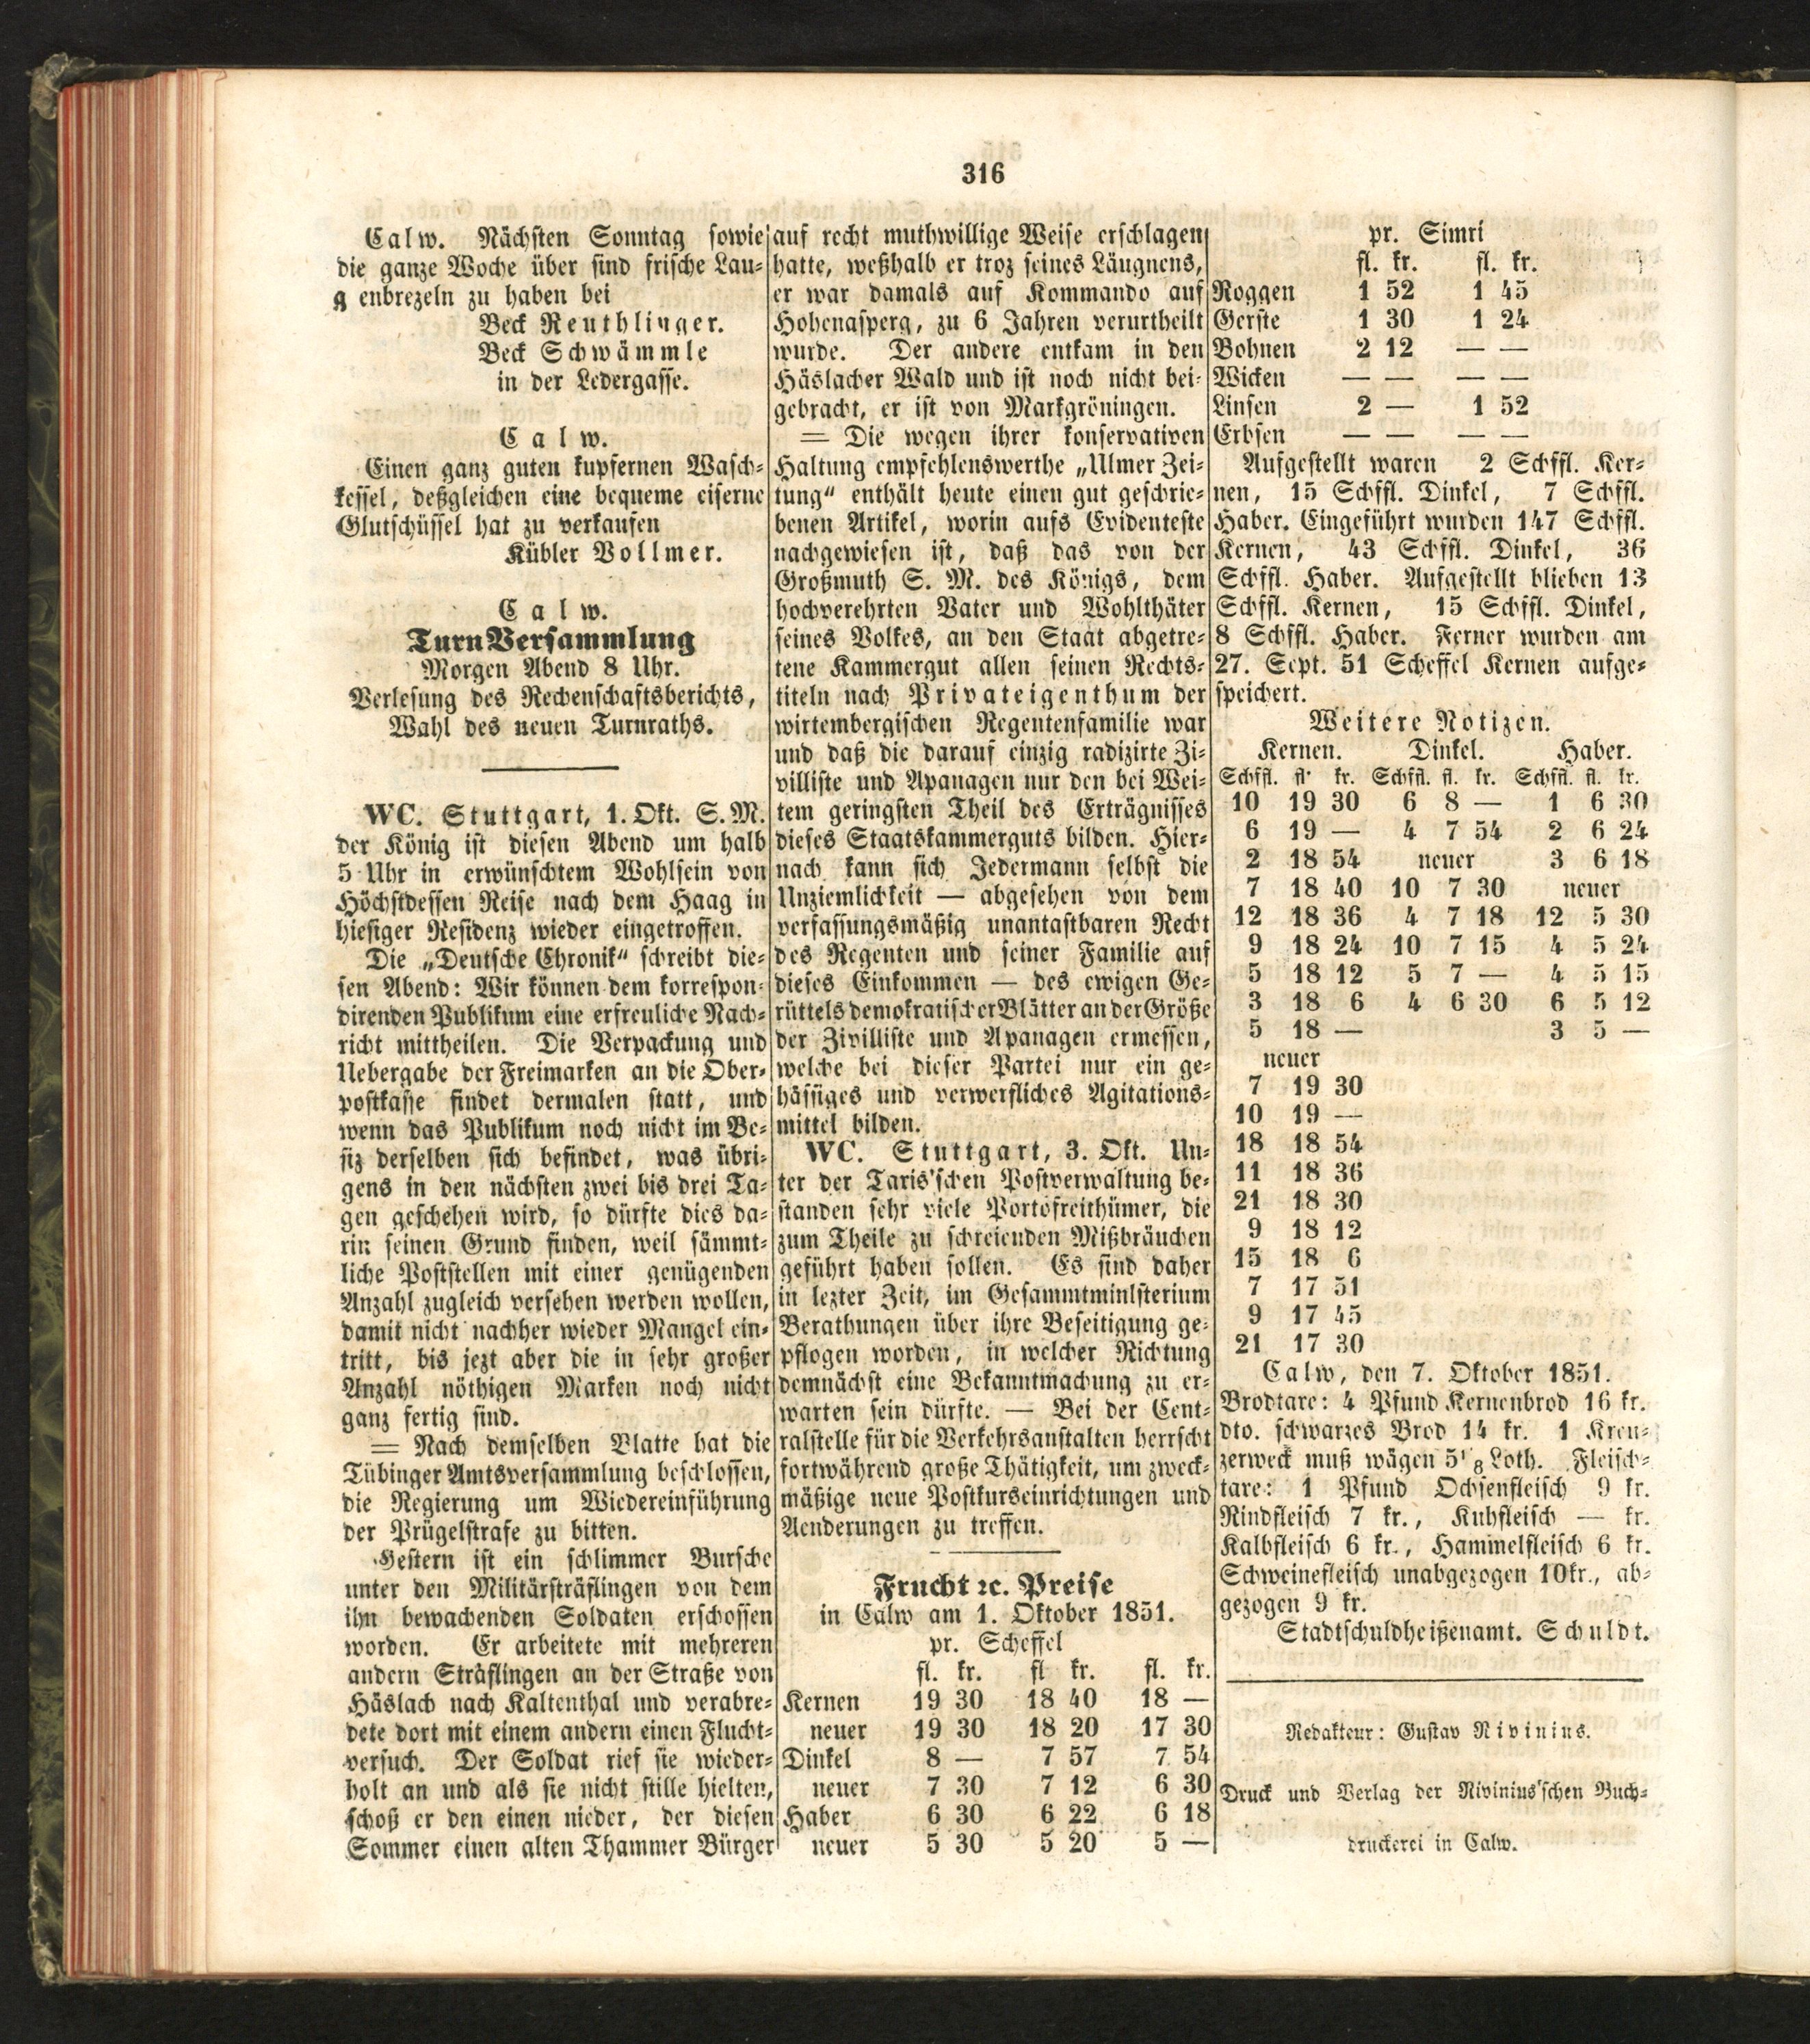 316
Calw. Nächsten Sonntag sowie
die ganze Woche über sind frische Lau-
genbrezeln zu haben bei
Beck Reuthlinger.
Beck Schwämmle
in der Ledergasse.
Calw.
Einen ganz guten kupfernen Wasch-
kessel, deßgleichen eine bequeme eiserne
Glutschüssel hat zu verkaufen
Kübler Vollmer.
Calw.
Turn Versammlung
Morgen Abend 8 Uhr.
Verlesung des Rechenschaftsberichts,
Wahl des neuen Turnraths.
WC. Stuttgart, 1. Okt. S. M.
der König ist diesen Abend um halb
5 Uhr in erwünschtem Wohlsein von
Höchstdessen Reise nach dem Haag in
hiesiger Residenz wieder eingetroffen.
Die „Deutsche Chronik“ schreibt die-
sen Abend: Wir können dem korrespon-
direnden Publikum eine erfreuliche Nach-
richt mittheilen. Die Verpackung und
Uebergabe der Freimarken an die Ober-
postkasse findet dermalen statt, und
wenn das Publikum noch nicht im Be-
siz derselben sich befindet, was übri-
gens in den nächsten zwei bis drei Ta-
gen geschehen wird, so dürfte dies da-
rin seinen Grund finden, weil sämmt-
liche Poststellen mit einer genügenden
Anzahl zugleich versehen werden wollen,
damit nicht nachher wieder Mangel ein-
tritt, bis jezt aber die in sehr großer
Anzahl nöthigen Marken noch nicht
ganz fertig sind.
= Nach demselben Blatte hat die
Tübinger Amtsversammlung beschlossen,
die Regierung um Wiedereinführung
der Prügelstrafe zu bitten.
Gestern ist ein schlimmer Bursche
unter den Militärsträflingen von dem
ihn bewachenden Soldaten erschossen
worden. Er arbeitete mit mehreren
andern Sträflingen an der Straße von
Häslach nach Kaltenthal und verabre-
dete dort mit einem andern einen Flucht-
versuch. Der Soldat rief sie wieder-
holt an und als sie nicht stille hielten,
schoß er den einen nieder, der diesen
Sommer einen alten Thammer Bürger
auf recht muthwillige Weise erschlagen
hatte, weßhalb er troz seines Läugnens,
er war damals auf Kommando auf
Hohenasperg, zu 6 Jahren verurtheilt
wurde. Der andere entkam in den
Häslacher Wald und ist noch nicht bei-
gebracht, er ist von Markgröningen.
= Die wegen ihrer konservativen
Haltung empfehlenswerthe „Ulmer Zei-
tung“ enthält heute einen gut geschrie-
benen Artikel, worin aufs Evidenteste
nachgewiesen ist, daß das von der
Großmuth S. M. des Königs, dem
hochverehrten Vater und Wohlthäter
seines Volkes, an den Staat abgetre-
tene Kammergut allen seinen Rechts-
titeln nach Privateigenthum der
wirtembergischen Regentenfamilie war
und daß die darauf einzig radizirte Zi-
villiste und Apanagen nur den bei Wei-
tem geringsten Theil des Erträgnisses
dieses Staatskammerguts bilden. Hier-
nach kann sich Jedermann selbst die
Unziemlichkeit — abgesehen von dem
verfassungsmäßig unantastbaren Recht
des Regenten und seiner Familie auf
dieses Einkommen — des ewigen Ge-
rüttels demokratischer Blätter an der Größe
der Zivilliste und Apanagen ermessen,
welche bei dieser Partei nur ein ge-
hässiges und verwerfliches Agitations-
mittel bilden.
WC. Stuttgart, 3. Okt. Un-
ter der Taxis'schen Postverwaltung be-
standen sehr viele Portofreithümer, die
zum Theile zu schreienden Mißbräuchen
geführt haben sollen. Es sind daher
in lezter Zeit, im Gesammtminlsterium
Berathungen über ihre Beseitigung ge-
pflogen worden, in welcher Richtung
demnächst eine Bekanntmachung zu er-
warten sein dürfte. — Bei der Cent-
ralstelle für die Verkehrsanstalten herrscht
fortwährend große Thätigkeit, um zweck-
mäßige neue Postkurseinrichtungen und
Aenderungen zu treffen.
Frucht ꝛc. Preise
in Calw am 1. Oktober 1851.
pr. Scheffel
fl. kr. fl kr. fl. kr.
Kernen 19 30 18 40 18 —
neuer 19 30 18 20 17 30
Dinkel 8 — 7 57 7 54
neuer 7 30 7 12 6 30
Haber 6 30 6 22 6 18
neuer 5 30 5 20 5 —
pr. Simri
fl. kr. fl. kr.
Roggen 1 52 1 45
Gerste 1 30 1 24
Bohnen 2 12 — —
Wicken — — — —
Linsen 2 — 1 52
Erbsen — — — —
Aufgestellt waren 2 Schffl. Ker-
nen, 15 Schffl. Dinkel, 7 Schffl.
Haber. Eingeführt wurden 147 Schffl.
Kernen, 43 Schffl. Dinkel, 36
Schffl. Haber. Aufgestellt blieben 13
Schffl. Kernen, 15 Schffl. Dinkel,
8 Schffl. Haber. Ferner wurden am
27. Sept. 51 Scheffel Kernen aufge-
speichert.
Weitere Notizen.
Kernen. Dinkel. Haber.
Schffl. fl. kr. Schffl. fl. kr. Schffl. fl. kr.
10 19 30 6 8 — 1 6 30
6 19 — 4 7 54 2 6 24
2 18 54 neuer 3 6 18
7 18 40 10 7 30 neuer
12 18 36 4 7 18 12 5 30
9 18 24 10 7 15 4 5 24
5 18 12 5 7 — 4 5 15
3 18 6 4 6 30 6 5 12
5 18 — 3 5 —
neuer
7 19 30
10 19 —
18 18 54
11 18 36
21 18 30
9 18 12
15 18 6
7 17 51
9 17 45
21 17 30
Calw, den 7. Oktober 1851.
Brodtaxe: 4 Pfund Kernenbrod 16 kr.
dto. schwarzes Brod 14 kr. 1 Kreu-
zerweck muß wägen 5 1/8 Loth. Fleisch-
taxe: 1 Pfund Ochsenfleisch 9 kr.
Rindfleisch 7 kr., Kuhfleisch — kr.
Kalbfleisch 6 kr., Hammelfleisch 6 kr.
Schweinefleisch unabgezogen 10kr., ab-
gezogen 9 kr.
Stadtschuldheißenamt. Schuldt.
Redakteur: Gustav Rivinius.
Druck und Verlag der Rivinius'schen Buch-
druckerei in Calw.